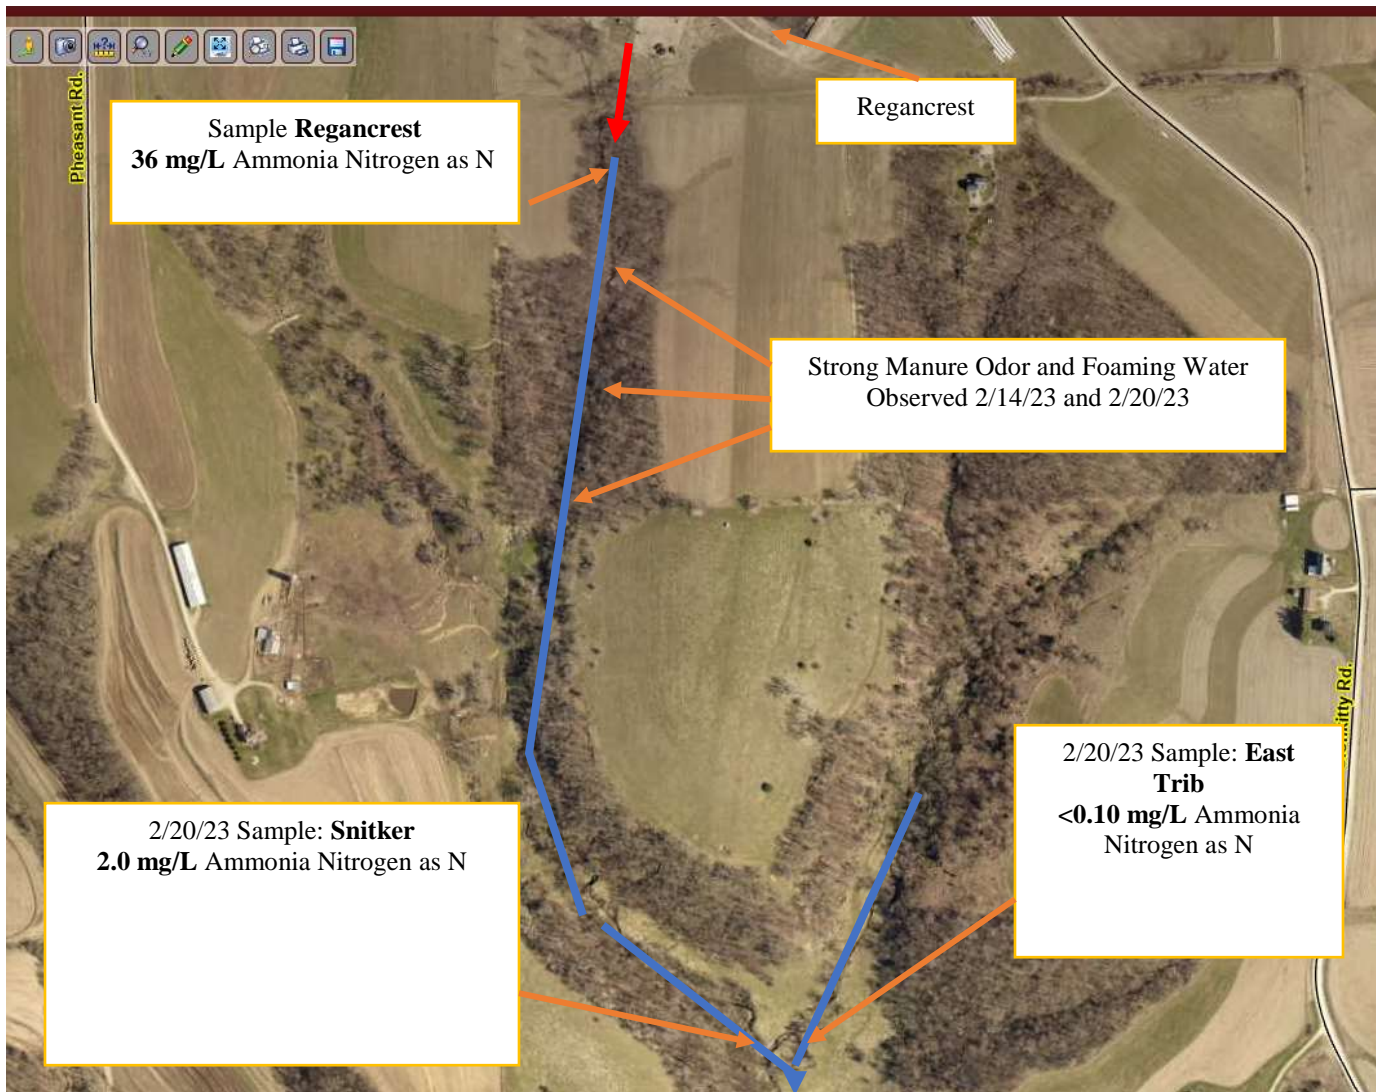 Pheasant Rd.
Sample Regancrest
36 mg/L Ammonia Nitrogen as N
Regancrest
Strong Manure Odor and Foaming Water
Observed 2/14/23 and 2/20/23
2/20/23 Sample: East
Trib
<0.10 mg/L Ammonia
Nitrogen as N
2/20/23 Sample: Snitker
2.0 mg/L Ammonia Nitrogen as N
Rd.